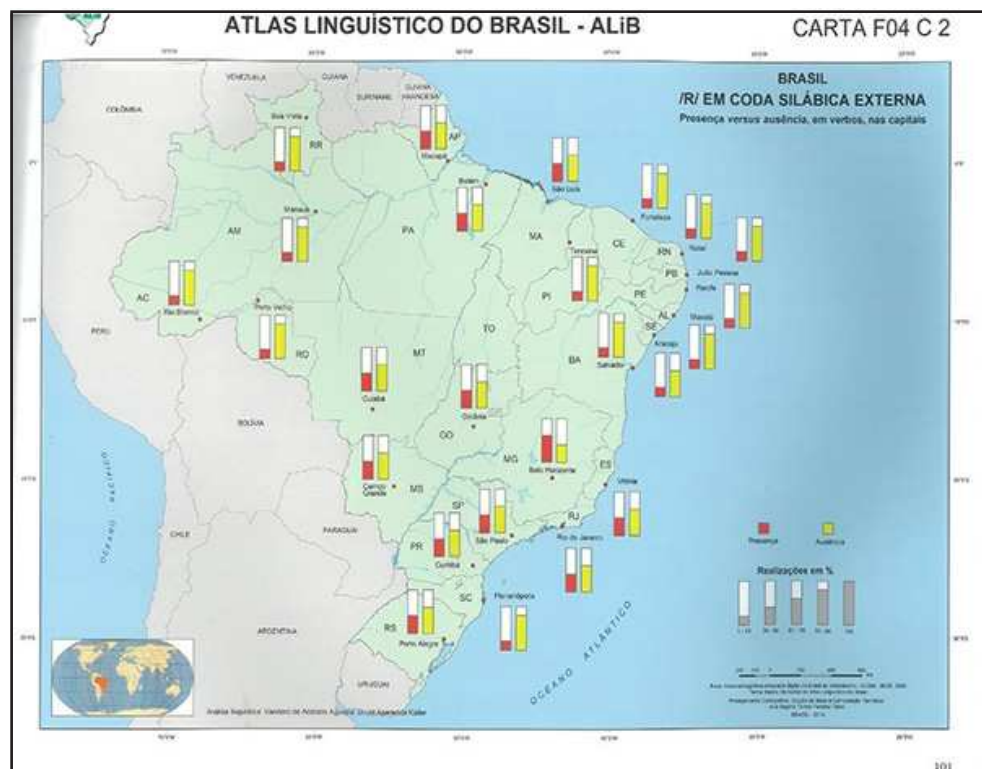 ATLAS LINGUÍSTICO DO BRASIL - ALiB
CARTA F04 C 2
BRASIL
/R/ EM CODA SILÁBICA EXTERNA
Presença versus ausência, em verbos, nas capitais
VENEZUELA
GUIANA
SURINAME
GUIANA
FRANCESA
COLÔMBIA
Boa Vista
RR
Macapá
AP
Belém
São Luís
Fortaleza
Natal
Manaus
AM
PA
MA
CE
RN
Teresina
PB
João Pessoa
Recife
PI
PE
AC
Rio Branco
Porto Velho
AL
Maceió
SE
Aracaju
TO
PERU
RO
MT
BA
Salvador
Cuiabá
Goiânia
BOLÍVIA
GO
MG
Belo Horizonte
ES
Vitória
Campo
Grande
MS
SP
São Paulo
RJ
Rio de Janeiro
PARAGUAI
CHILE
PR
Curitiba
Florianópolis
SC
RS
Porto Alegre
ARGENTINA
URUGUAI
OCEANO PACÍFICO
OCEANO ATLÂNTICO
Presença
Ausência
Realizações em %
101